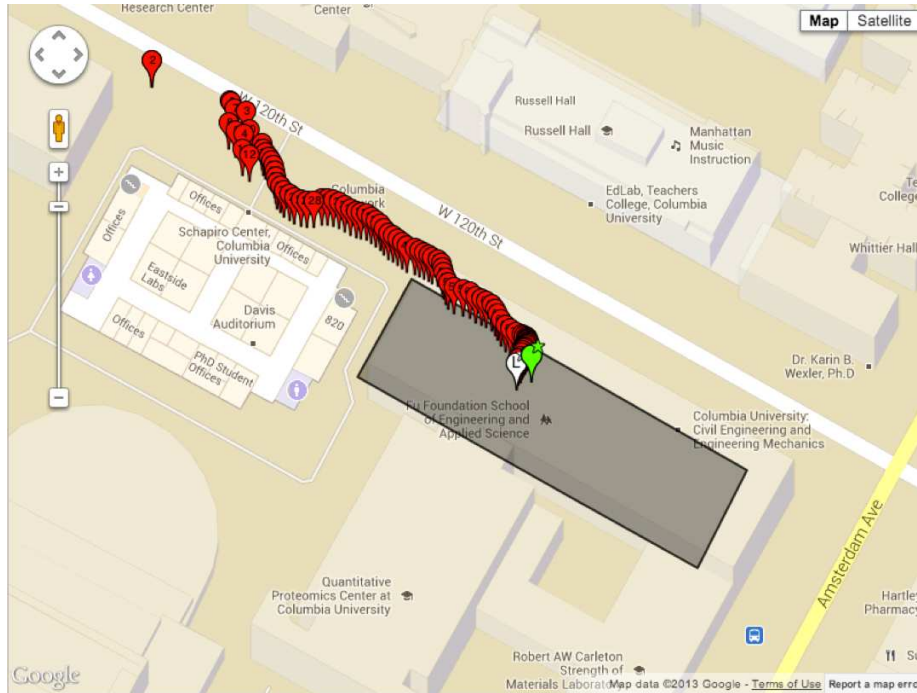 Research Center
Center
Map
Satellite
2
3
4
12
28
W 120th St
Russell Hall
Russell Hall
Manhattan
Music
Instruction
Columbia
EdLab, Teachers
College, Columbia
University
W 120th St
College
Whittier Hall
Offices
Offices
Schapiro Center,
Columbia
University
Offices
Eastside
Labs
Davis
Auditorium
820
Offices
PhD Student
Offices
L
Dr. Karin B.
Wexler, Ph.D
Fu Foundation School
of Engineering and
Applied Science
Columbia University:
Civil Engineering and
Engineering Mechanics
Amsterdam Ave
Quantitative
Proteomics Center at
Columbia University
Hartley
Pharmacy
Robert AW Carleton
Strength of
Materials
Google
Map data ©2013 Google - Terms of Use
Report a map erro